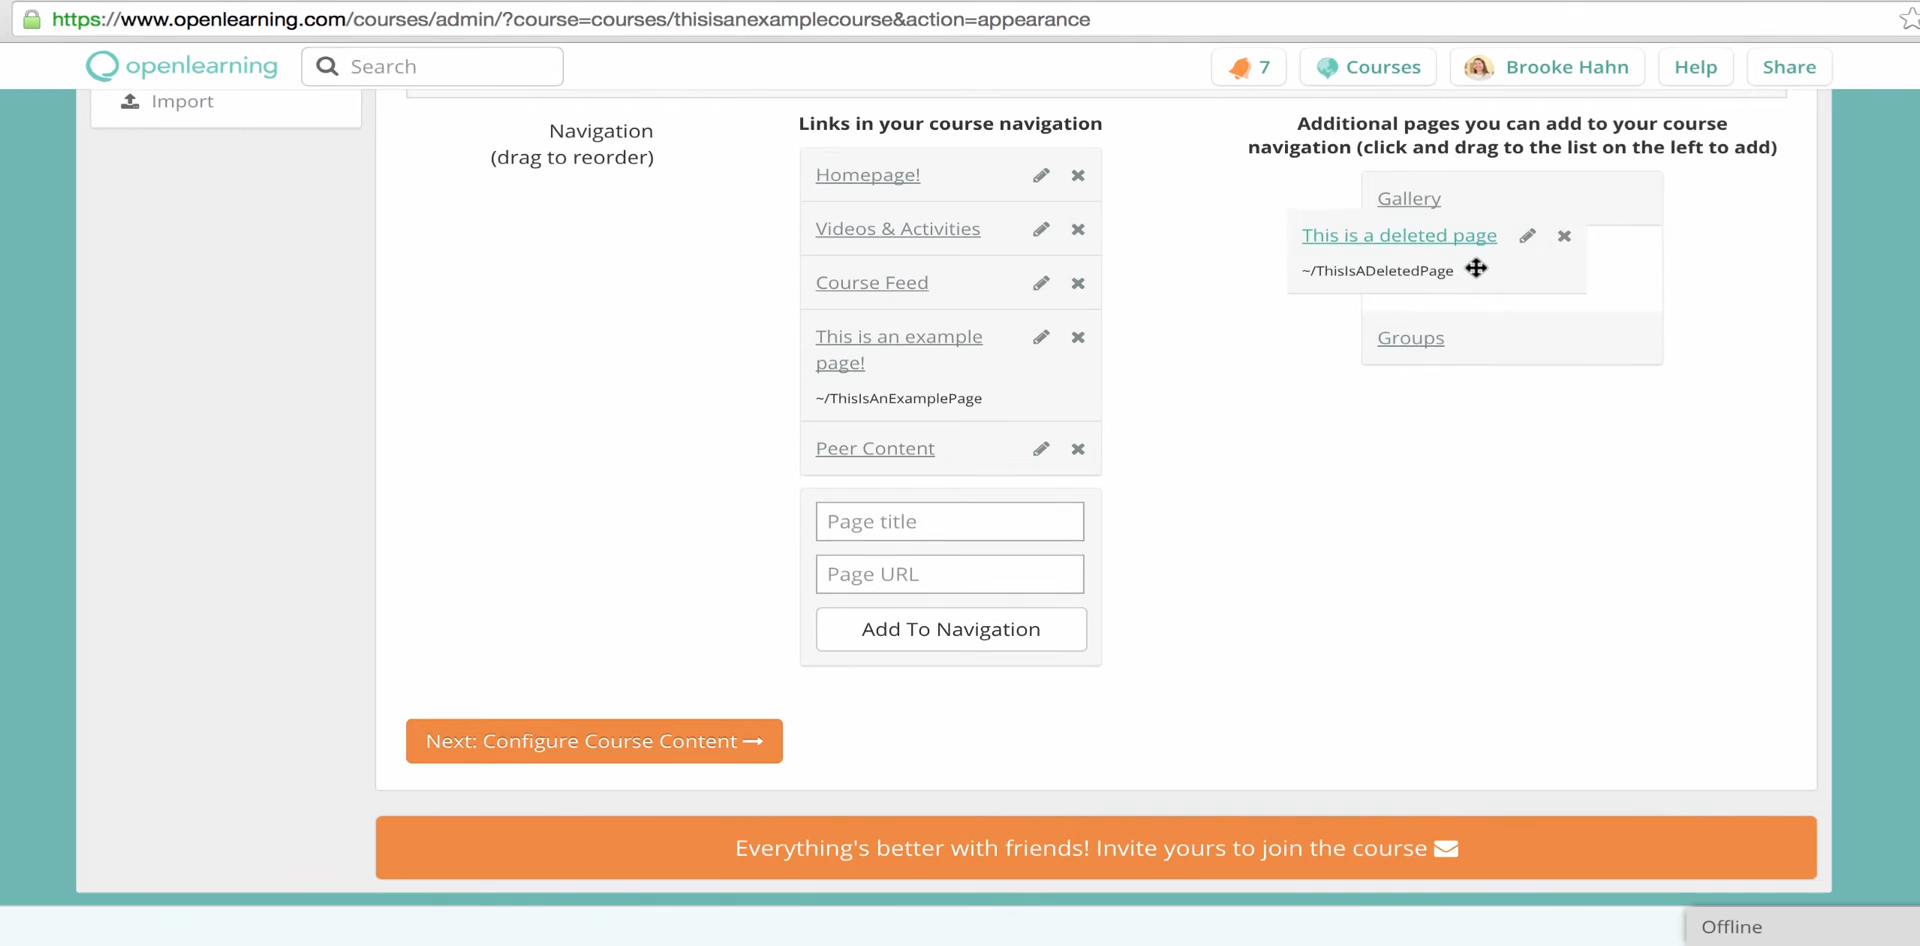 https://www.openlearning.com/courses/admin/?course=courses/thisisanexamplecourse&action=appearance
openlearning
Search
7
Courses
Brooke Hahn
Help
Share
Import
Navigation
(drag to reorder)
Links in your course navigation
Homepage!
Videos & Activities
Course Feed
This is an example
page!
~/ThisIsAnExamplePage
Peer Content
Page title
Page URL
Add To Navigation
Additional pages you can add to your course
navigation (click and drag to the list on the left to add)
Gallery
This is a deleted page
~/ThisIsADeletedPage
Groups
Next: Configure Course Content →
Everything's better with friends! Invite yours to join the course
Offline